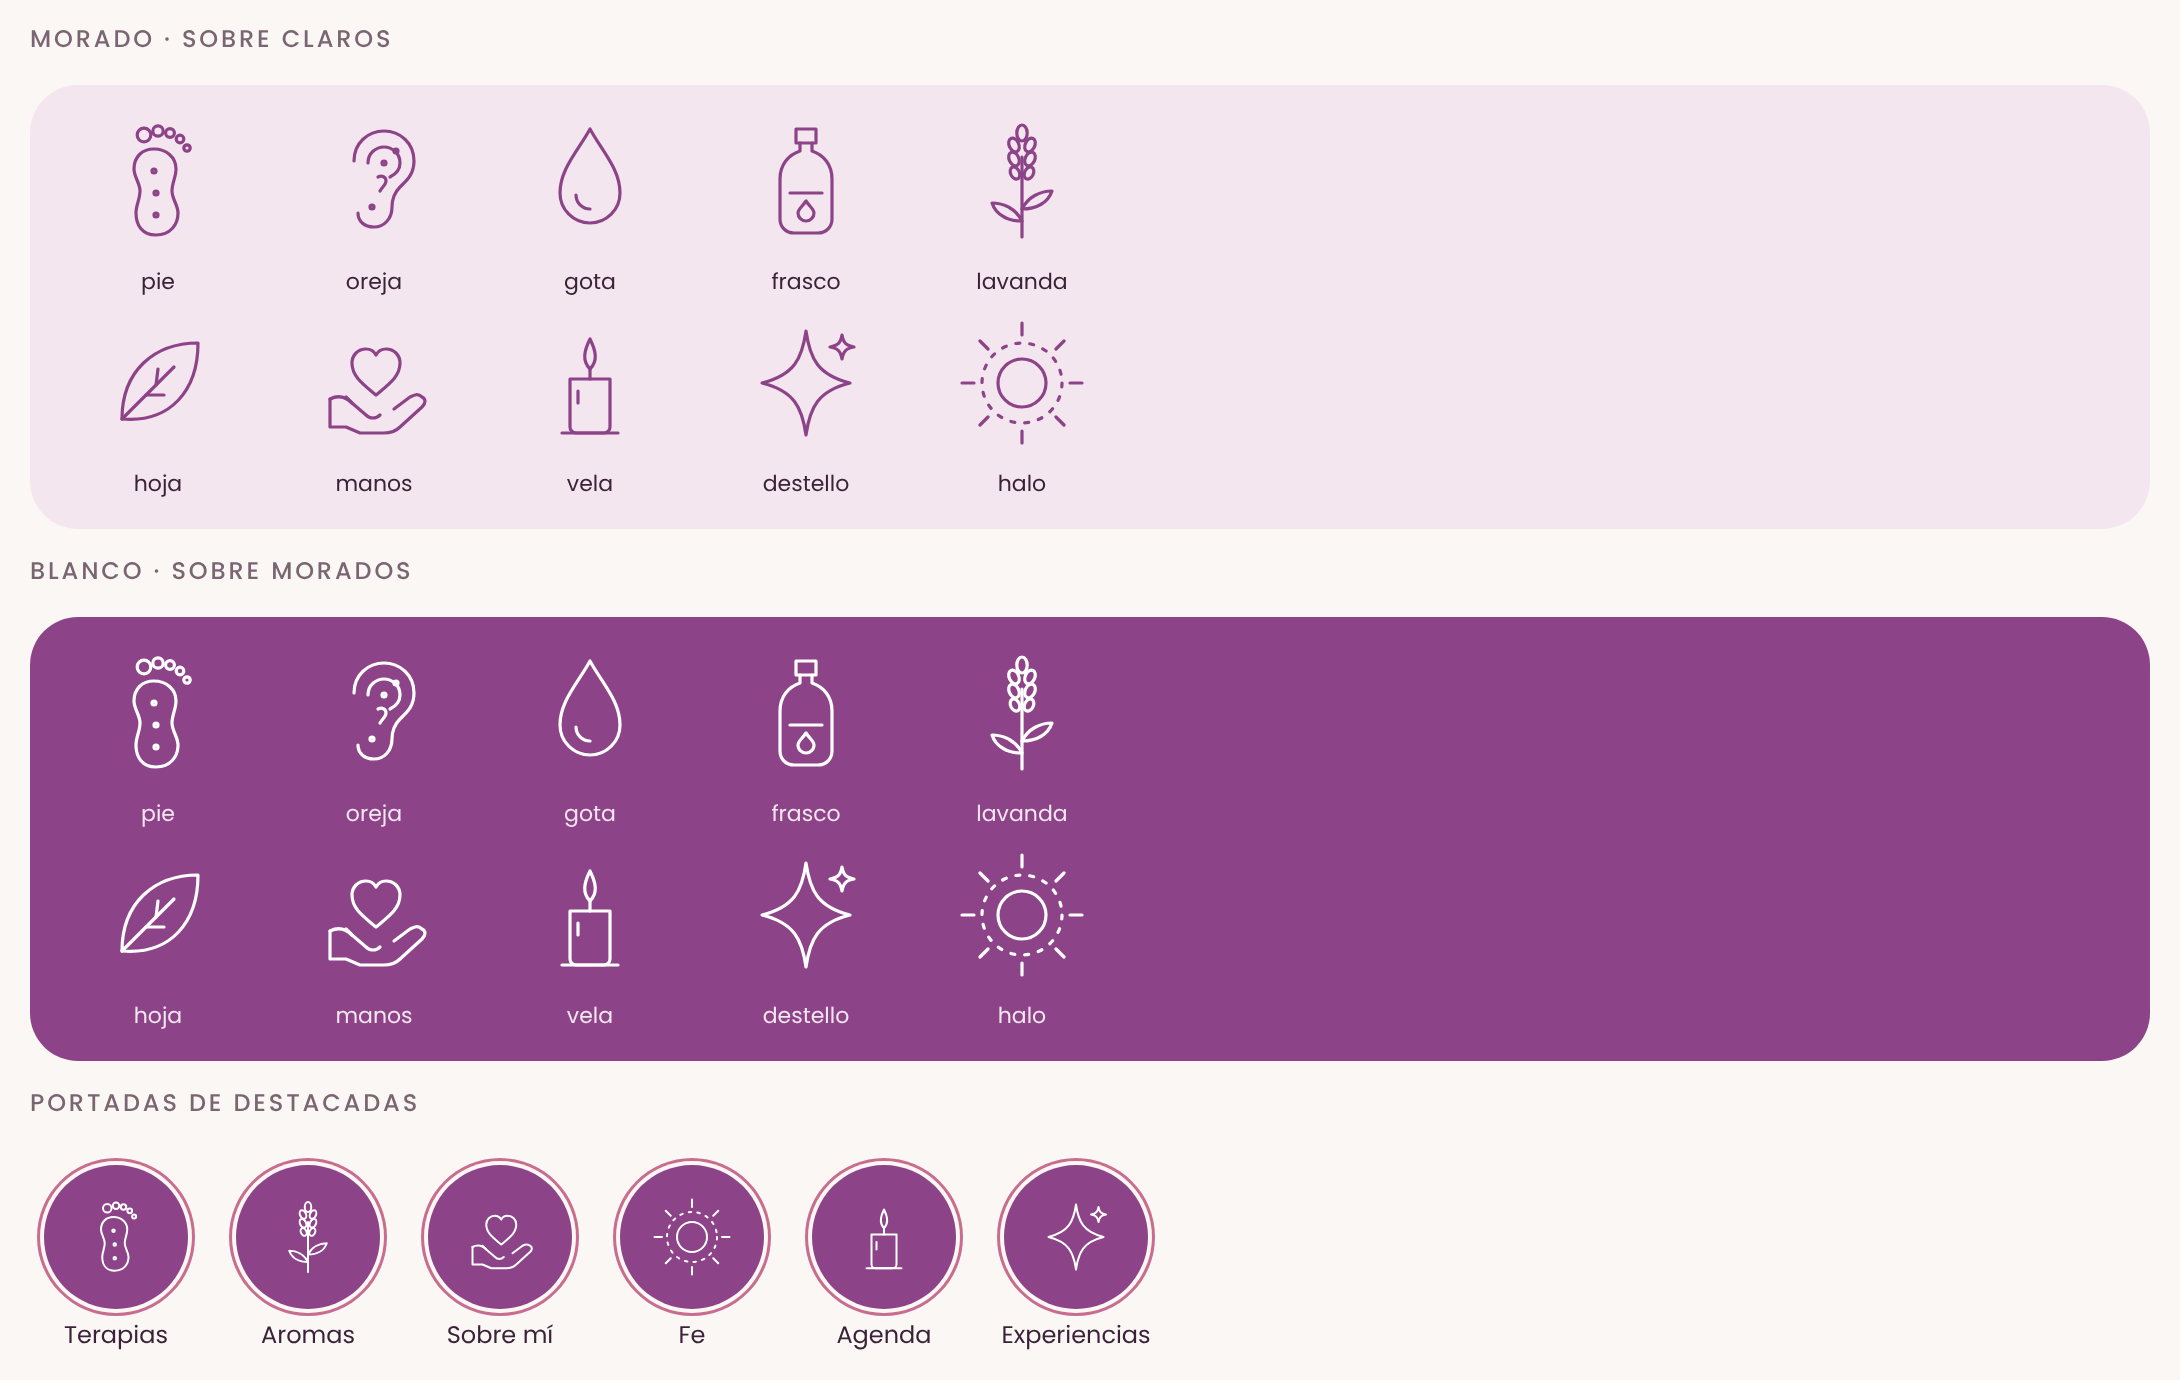 MORADO · SOBRE CLAROS
pie oreja gota frasco lavanda
hoja manos vela destello halo
BLANCO · SOBRE MORADOS
pie oreja gota frasco lavanda
hoja manos vela destello halo
PORTADAS DE DESTACADAS
Terapias Aromas Sobre mí Fe Agenda Experiencias